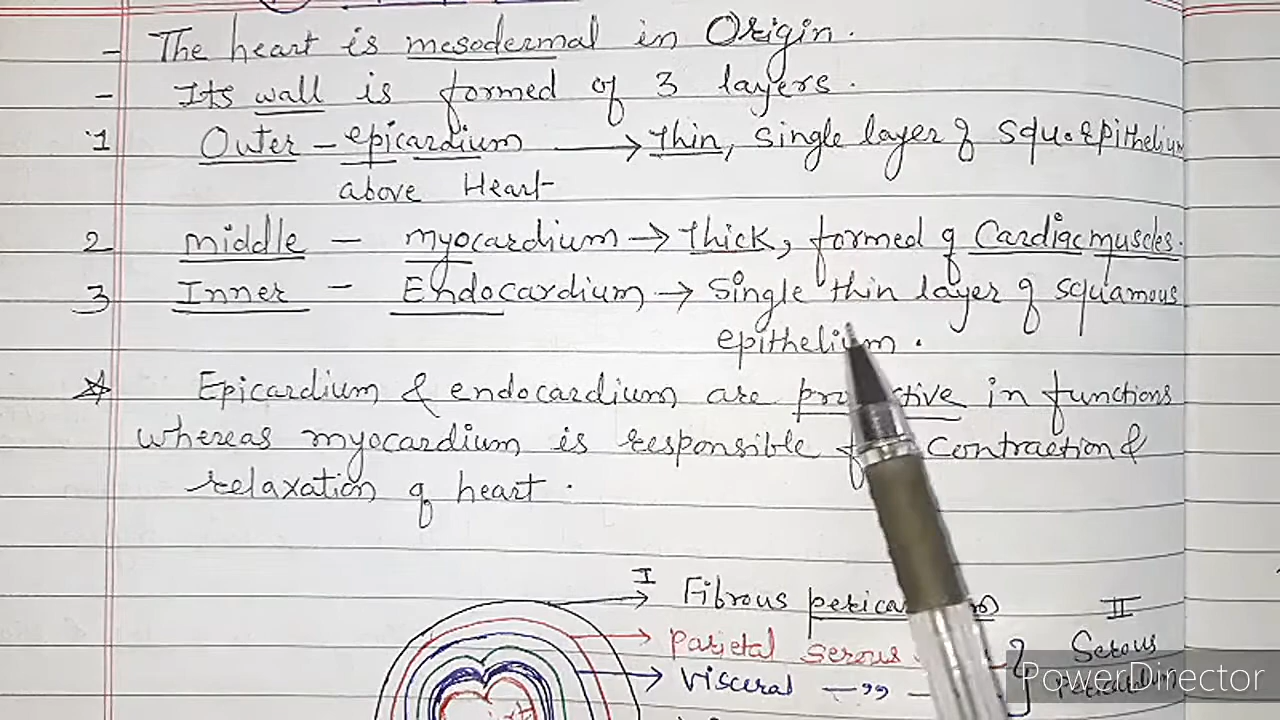 - The heart is mesodermal in Origin.
- Its wall is formed of 3 layers.
1 Outer - epicardium → thin, single layer of squ. Epithelium
above Heart
2 middle - myocardium → thick, formed of Cardiac muscles.
3 Inner - Endocardium → Single thin layer of squamous
epithelium.
☆ Epicardium & endocardium are in functions
whereas myocardium is responsible contraction &
relaxation of heart.
I Fibrous II
Parietal serous Serous
visceral —〃— pericardium
PowerDirector